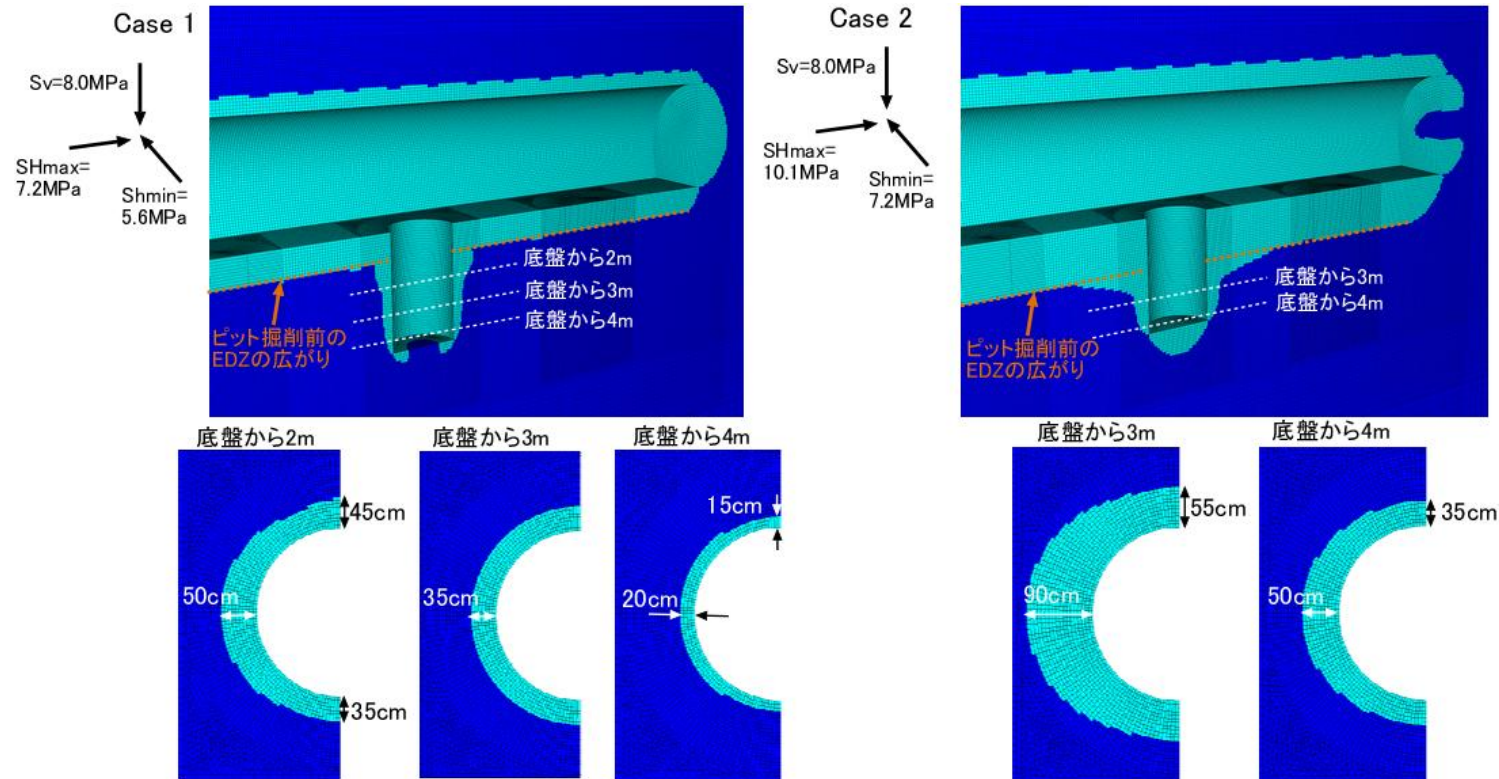 Case 1
Sv=8.0MPa
SHmax=
7.2MPa
Shmin=
5.6MPa
底盤から2m
底盤から3m
底盤から4m
ピット掘削前の
EDZの広がり
Case 2
Sv=8.0MPa
SHmax=
10.1MPa
Shmin=
7.2MPa
底盤から3m
底盤から4m
ピット掘削前の
EDZの広がり
底盤から2m
45cm
50cm
35cm
底盤から3m
35cm
底盤から4m
15cm
20cm
底盤から3m
55cm
90cm
底盤から4m
35cm
50cm